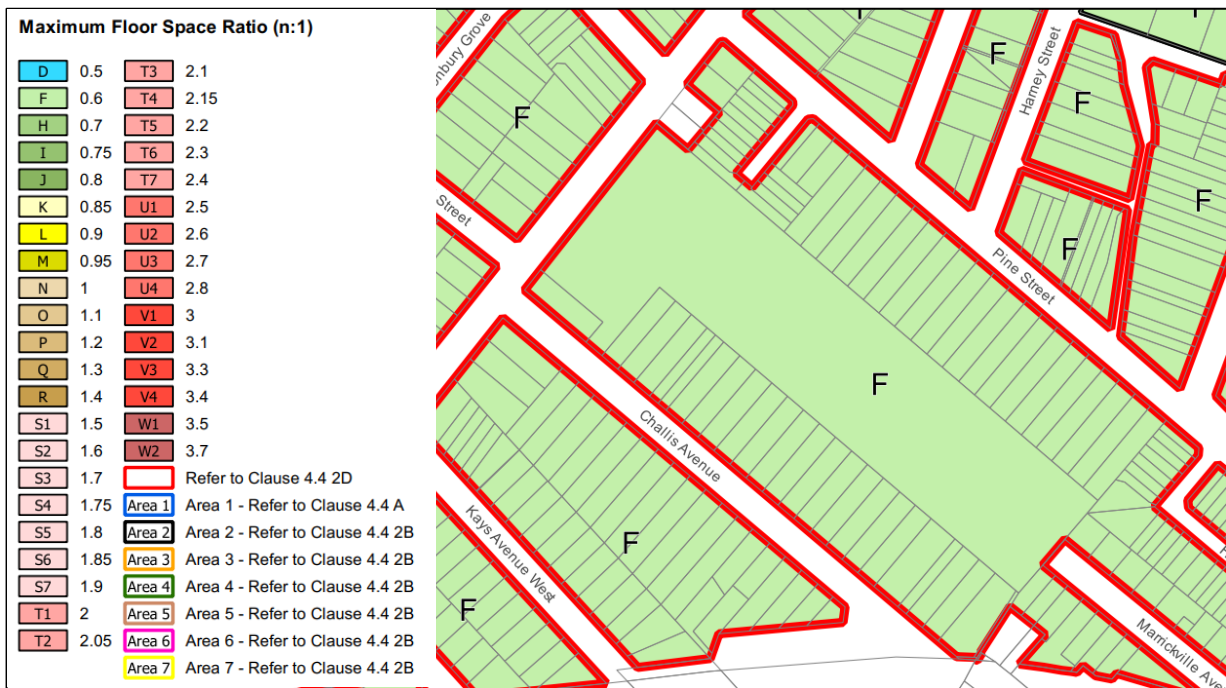 Maximum Floor Space Ratio (n:1)
D 0.5 T3 2.1
F 0.6 T4 2.15
H 0.7 T5 2.2
I 0.75 T6 2.3
J 0.8 T7 2.4
K 0.85 U1 2.5
L 0.9 U2 2.6
M 0.95 U3 2.7
N 1 U4 2.8
O 1.1 V1 3
P 1.2 V2 3.1
Q 1.3 V3 3.3
R 1.4 V4 3.4
S1 1.5 W1 3.5
S2 1.6 W2 3.7
S3 1.7 Refer to Clause 4.4 2D
S4 1.75 Area 1 Area 1 - Refer to Clause 4.4 A
S5 1.8 Area 2 Area 2 - Refer to Clause 4.4 2B
S6 1.85 Area 3 Area 3 - Refer to Clause 4.4 2B
S7 1.9 Area 4 Area 4 - Refer to Clause 4.4 2B
T1 2 Area 5 Area 5 - Refer to Clause 4.4 2B
T2 2.05 Area 6 Area 6 - Refer to Clause 4.4 2B
Area 7 Area 7 - Refer to Clause 4.4 2B
Grove
F
Harney Street
F
F
F
Street
F
F
Pine Street
F
Challis Avenue
Kays Avenue West
F
F
Marrickville